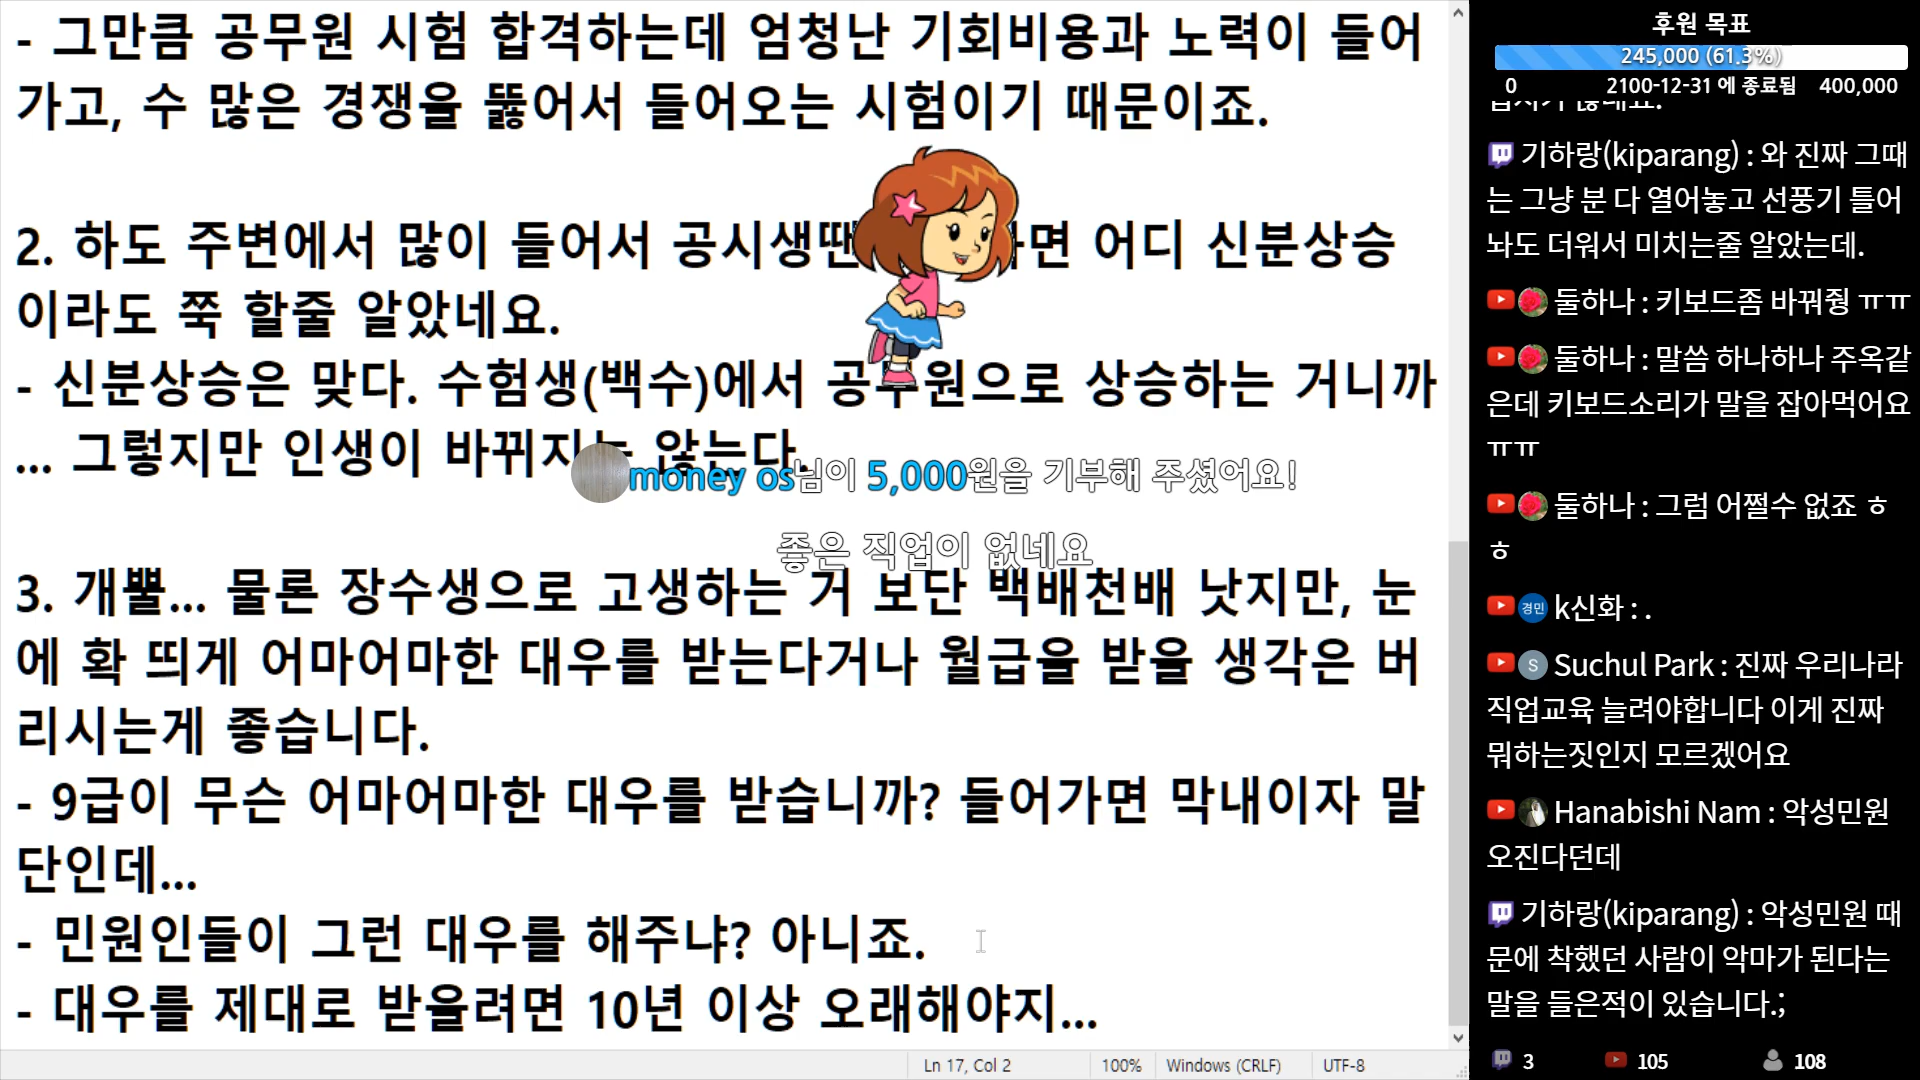 - 그만큼 공무원 시험 합격하는데 엄청난 기회비용과 노력이 들어
가고, 수 많은 경쟁을 뚫어서 들어오는 시험이기 때문이죠.
2. 하도 주변에서 많이 들어서 공시생땐 면 어디 신분상승
이라도 쭉 할줄 알았네요.
- 신분상승은 맞다. 수험생(백수)에서 공무원으로 상승하는 거니까
... 그렇지만 인생이 바뀌지는 않는다.
money os님이 5,000원을 기부해 주셨어요!
좋은 직업이 없네요
3. 개뿔... 물론 장수생으로 고생하는 거 보단 백배천배 낫지만, 눈
에 확 띄게 어마어마한 대우를 받는다거나 월급을 받을 생각은 버
리시는게 좋습니다.
- 9급이 무슨 어마어마한 대우를 받습니까? 들어가면 막내이자 말
단인데...
- 민원인들이 그런 대우를 해주냐? 아니죠.
- 대우를 제대로 받을려면 10년 이상 오래해야지...
Ln 17, Col 2 100% Windows (CRLF) UTF-8
후원 목표
245,000 (61.3%)
0 2100-12-31 에 종료됨 400,000
기하랑(kiparang) : 와 진짜 그때
는 그냥 분 다 열어놓고 선풍기 틀어
놔도 더워서 미치는줄 알았는데.
둘하나 : 키보드좀 바꿔줭 ㅠㅠ
둘하나 : 말씀 하나하나 주옥같
은데 키보드소리가 말을 잡아먹어요
ㅠㅠ
둘하나 : 그럼 어쩔수 없죠 ㅎ
ㅎ
경민 k신화 : .
S Suchul Park : 진짜 우리나라
직업교육 늘려야합니다 이게 진짜
뭐하는짓인지 모르겠어요
Hanabishi Nam : 악성민원
오진다던데
기하랑(kiparang) : 악성민원 때
문에 착했던 사람이 악마가 된다는
말을 들은적이 있습니다.;
3 105 108